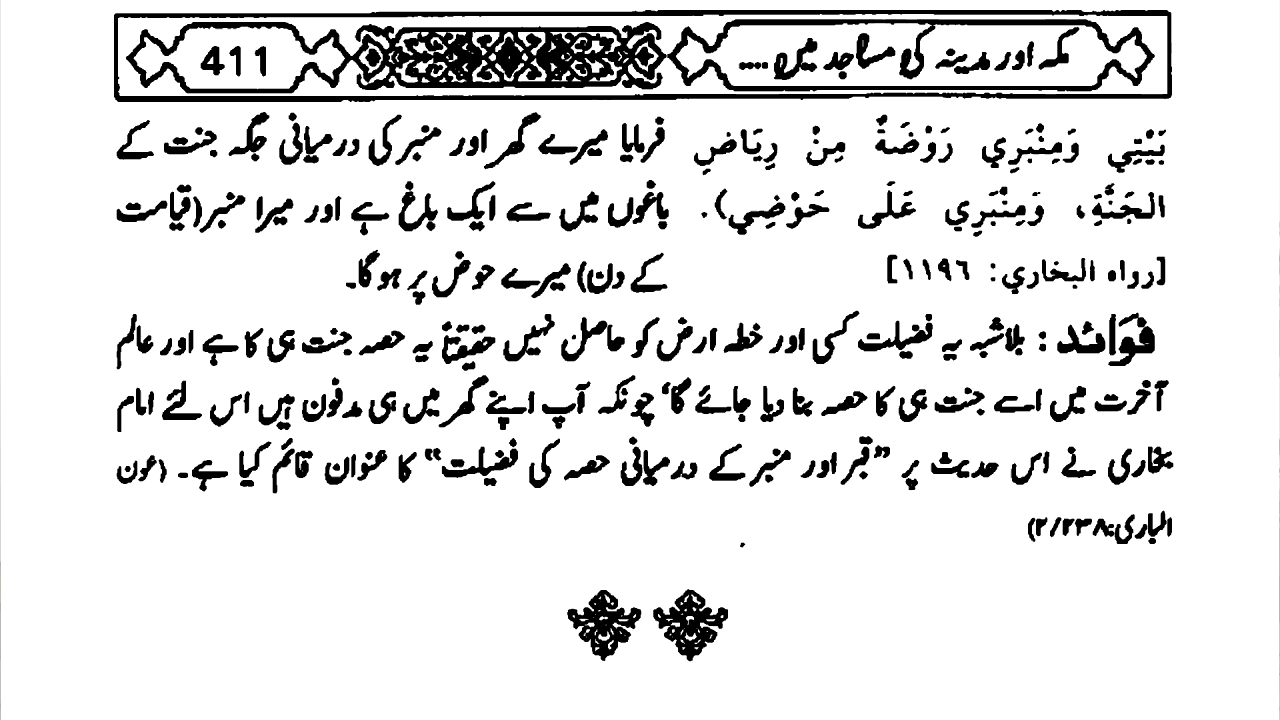 مکہ اور مدینہ کی مساجد میں ....
411
بَيْتِي وَمِنْبَرِي رَوْضَةٌ مِنْ رِيَاضِ
الجَنَّةِ، وَمِنْبَرِي عَلَى حَوْضِي).
[رواه البخاري: ١١٩٦]
فرمایا میرے گھر اور منبر کی درمیانی جگہ جنت کے
باغوں میں سے ایک باغ ہے اور میرا منبر (قیامت
کے دن) میرے حوض پر ہو گا۔
فوائد : بلاشبہ یہ فضیلت کسی اور خطہ ارض کو حاصل نہیں حقیقتاً یہ حصہ جنت ہی کا ہے اور عالم
آخرت میں اسے جنت ہی کا حصہ بنا دیا جائے گا‘ چونکہ آپ اپنے گھر میں ہی مدفون ہیں اس لئے امام
بخاری نے اس حدیث پر ”قبر اور منبر کے درمیانی حصہ کی فضیلت“ کا عنوان قائم کیا ہے۔ (عون
الباری:۲/۲۳۸)